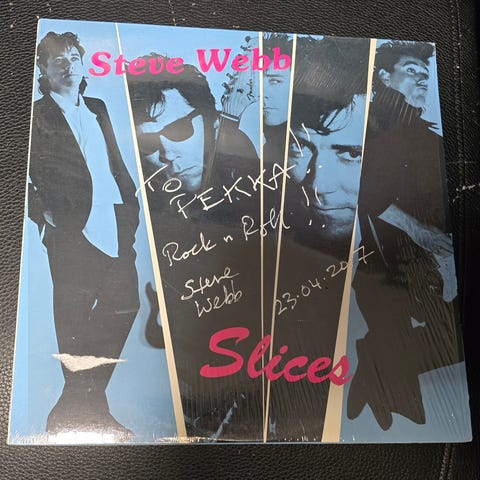 Steve Webb
TO
PEKKA!!
Rock n Roll!!
Steve
Webb
23.04.2017
Slices